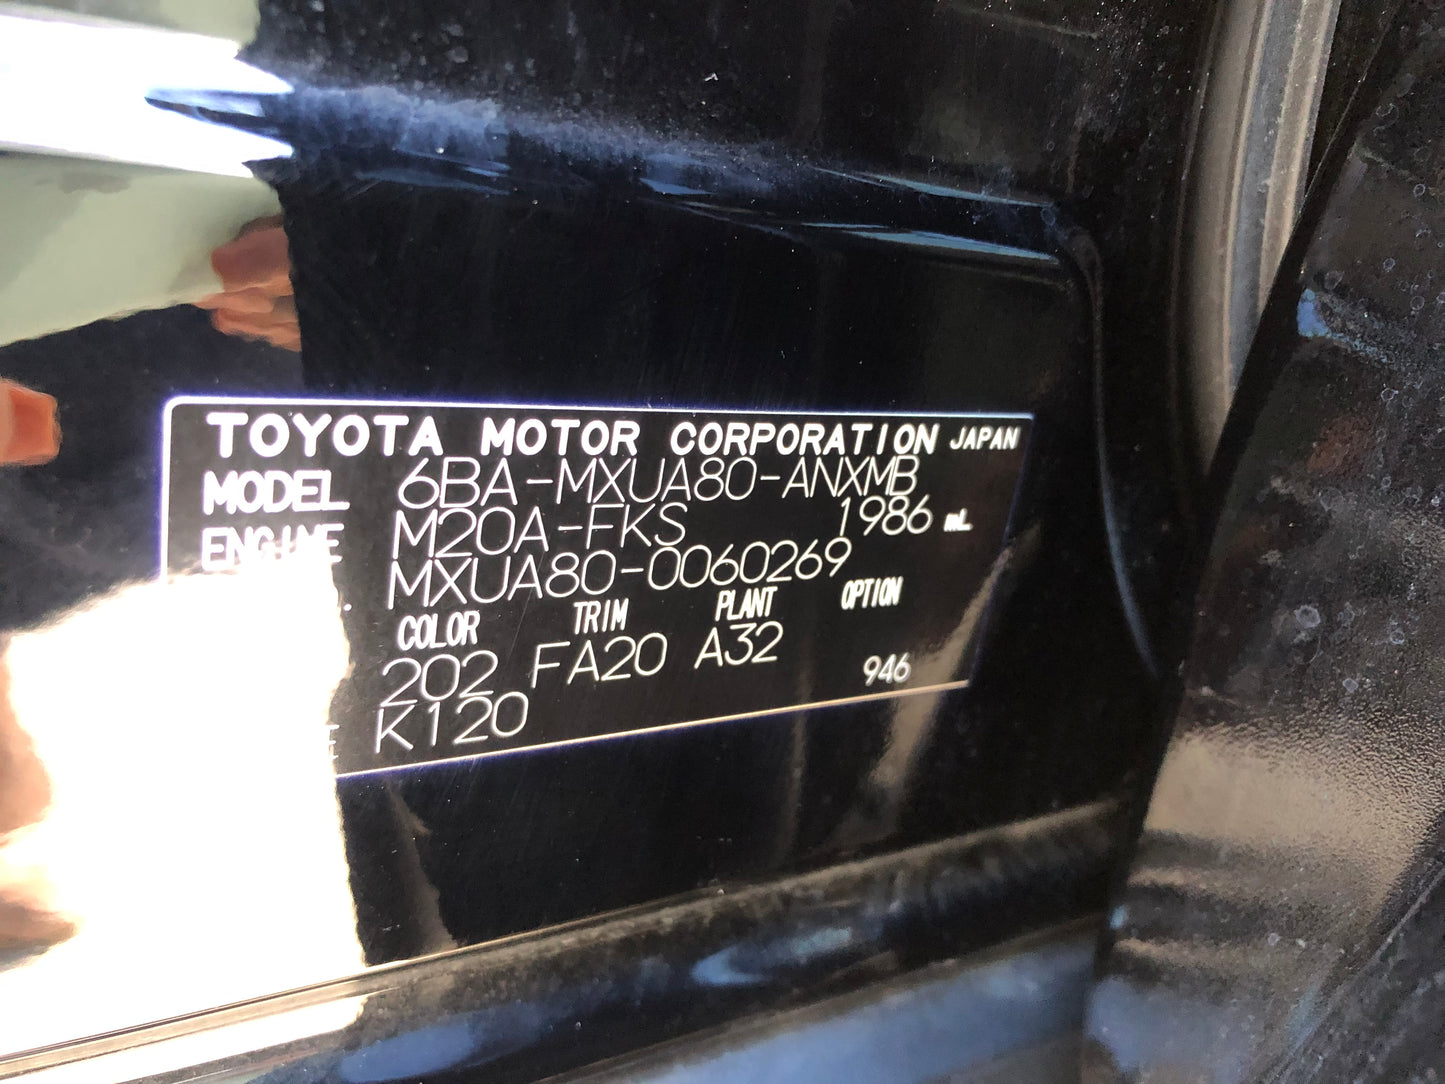 TOYOTA MOTOR CORPORATION JAPAN
MODEL 6BA-MXUA80-ANXMB
ENGINE M20A-FKS 1986 mL
MXUA80-0060269
COLOR TRIM PLANT OPTION
202 FA20 A32
K120 946